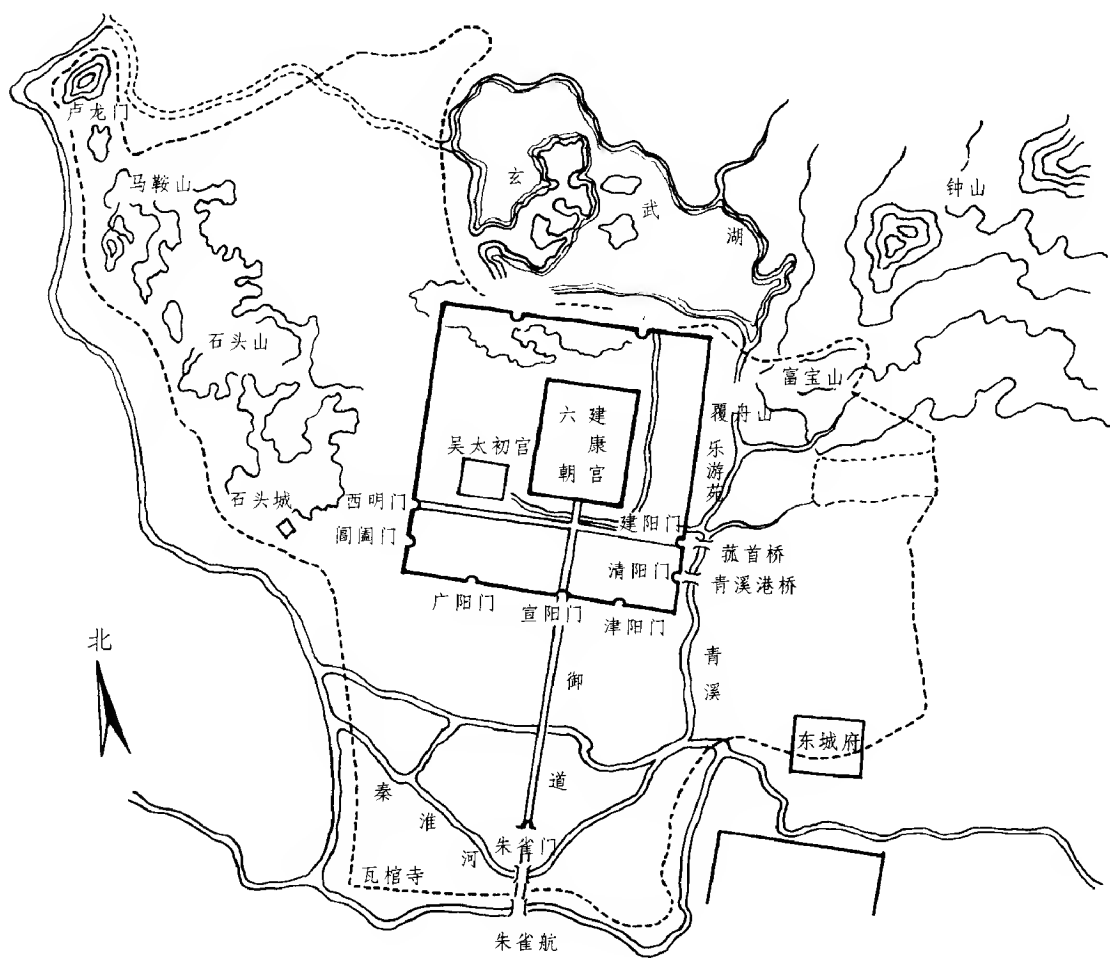 卢龙门
马鞍山
玄武湖
钟山
石头山
富宝山
覆舟山
六朝
建康宫
吴太初宫
乐游苑
石头城
西明门
建阳门
阊阖门
菰首桥
清阳门
青溪港桥
广阳门
宣阳门
津阳门
北
御道
青溪
东城府
秦淮河
朱雀门
瓦棺寺
朱雀航